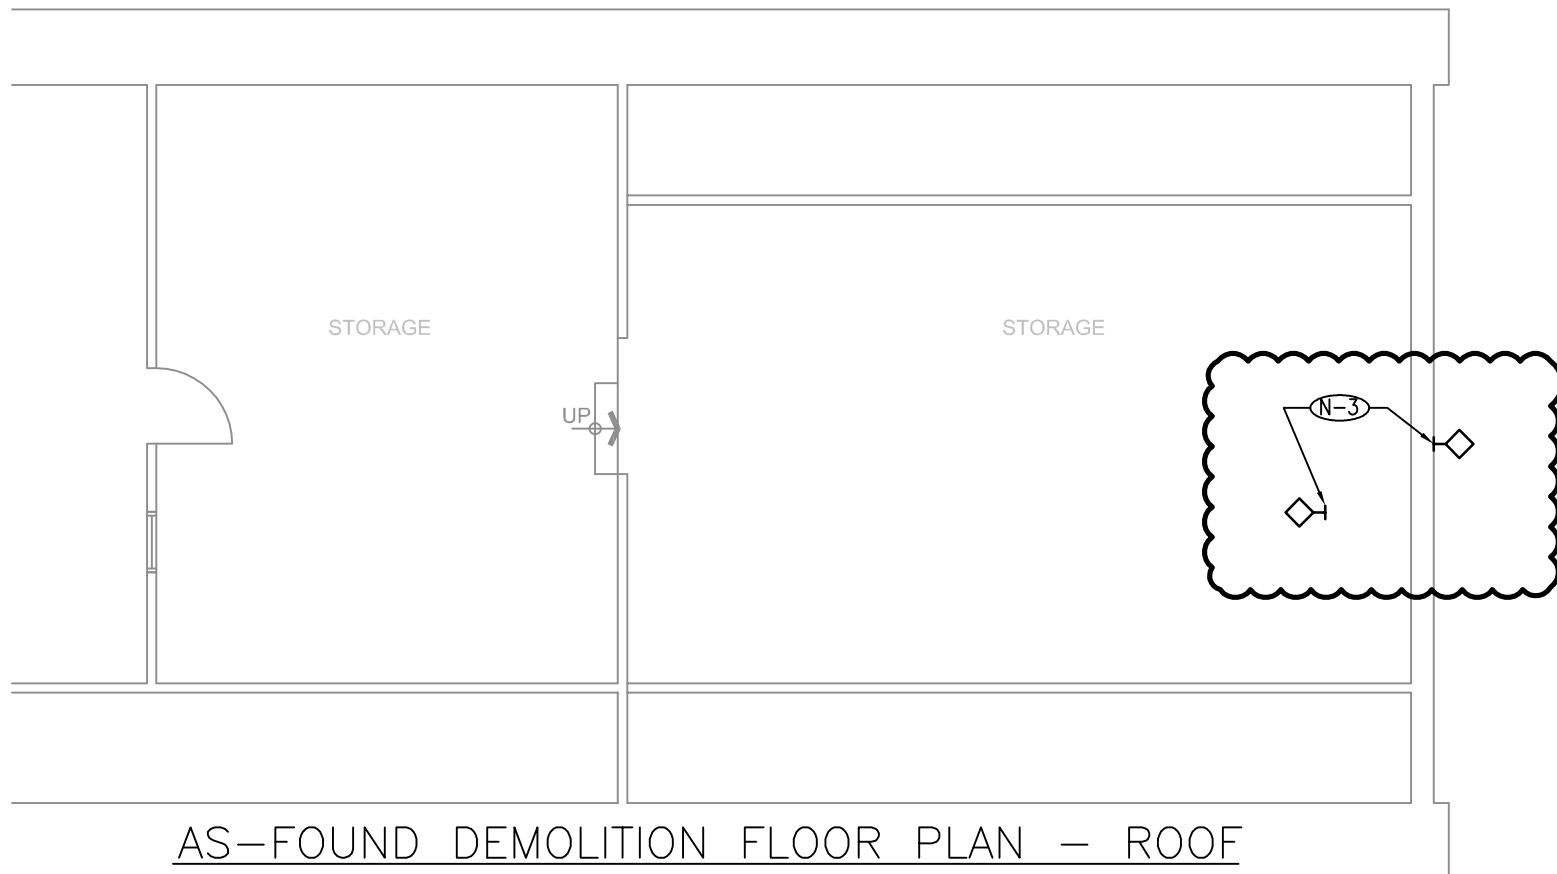 STORAGE
STORAGE
UP
N-3
AS-FOUND DEMOLITION FLOOR PLAN - ROOF